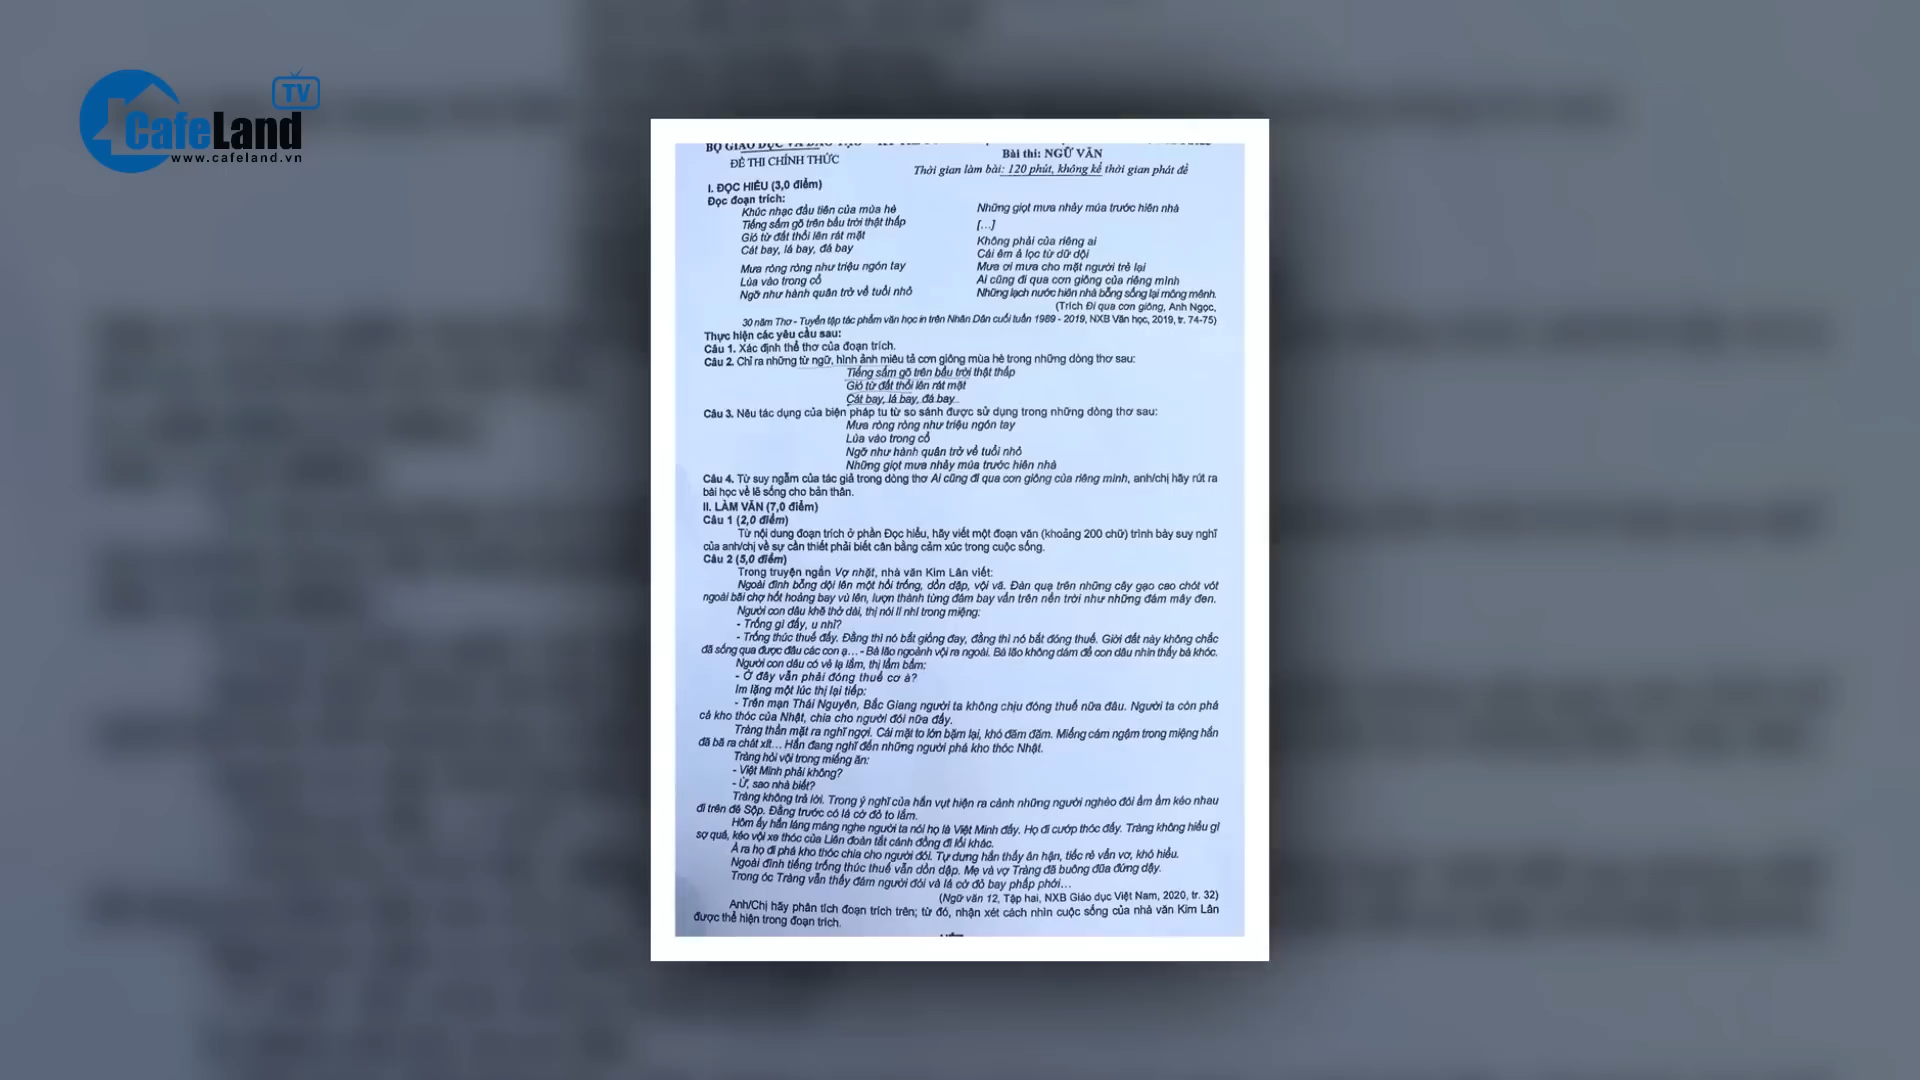 TV
CafeLand
www.cafeland.vn
BỘ GIÁO DỤC VÀ ĐÀO TẠO
ĐỀ THI CHÍNH THỨC
Bài thi: NGỮ VĂN
Thời gian làm bài: 120 phút, không kể thời gian phát đề
I. ĐỌC HIỂU (3,0 điểm)
Đọc đoạn trích:
Khúc nhạc đầu tiên của mùa hè
Tiếng sấm gõ trên bầu trời thật thấp
Gió từ đất thổi lên rát mặt
Cát bay, lá bay, đá bay
Mưa ròng ròng như triệu ngón tay
Lùa vào trong cổ
Ngỡ như hành quân trở về tuổi nhỏ
Những giọt mưa nhảy múa trước hiên nhà
[...]
Không phải của riêng ai
Cái êm ả lọc từ dữ dội
Mưa ơi mưa cho mặt người trẻ lại
Ai cũng đi qua cơn giông của riêng mình
Những lạch nước hiên nhà bỗng sống lại mông mênh.
(Trích Đi qua cơn giông, Anh Ngọc,
30 năm Thơ - Tuyển tập tác phẩm văn học in trên Nhân Dân cuối tuần 1989 - 2019, NXB Văn học, 2019, tr. 74-75)
Thực hiện các yêu cầu sau:
Câu 1. Xác định thể thơ của đoạn trích.
Câu 2. Chỉ ra những từ ngữ, hình ảnh miêu tả cơn giông mùa hè trong những dòng thơ sau:
Tiếng sấm gõ trên bầu trời thật thấp
Gió từ đất thổi lên rát mặt
Cát bay, lá bay, đá bay
Câu 3. Nêu tác dụng của biện pháp tu từ so sánh được sử dụng trong những dòng thơ sau:
Mưa ròng ròng như triệu ngón tay
Lùa vào trong cổ
Ngỡ như hành quân trở về tuổi nhỏ
Những giọt mưa nhảy múa trước hiên nhà
Câu 4. Từ suy ngẫm của tác giả trong dòng thơ Ai cũng đi qua cơn giông của riêng mình, anh/chị hãy rút ra
bài học về lẽ sống cho bản thân.
II. LÀM VĂN (7,0 điểm)
Câu 1 (2,0 điểm)
Từ nội dung đoạn trích ở phần Đọc hiểu, hãy viết một đoạn văn (khoảng 200 chữ) trình bày suy nghĩ
của anh/chị về sự cần thiết phải biết cân bằng cảm xúc trong cuộc sống.
Câu 2 (5,0 điểm)
Trong truyện ngắn Vợ nhặt, nhà văn Kim Lân viết:
Ngoài đình bỗng dội lên một hồi trống, dồn dập, vội vã. Đàn quạ trên những cây gạo cao chót vót
ngoài bãi chợ hốt hoảng bay vù lên, lượn thành từng đám bay vần trên nền trời như những đám mây đen.
Người con dâu khẽ thở dài, thị nói lí nhí trong miệng:
- Trống gì đấy, u nhỉ?
- Trống thúc thuế đấy. Đằng thì nó bắt giồng đay, đằng thì nó bắt đóng thuế. Giời đất này không chắc
đã sống qua được đâu các con ạ... - Bà lão ngoảnh vội ra ngoài. Bà lão không dám để con dâu nhìn thấy bà khóc.
Người con dâu có vẻ lạ lắm, thị lẩm bẩm:
- Ở đây vẫn phải đóng thuế cơ à?
Im lặng một lúc thị lại tiếp:
- Trên mạn Thái Nguyên, Bắc Giang người ta không chịu đóng thuế nữa đâu. Người ta còn phá
cả kho thóc của Nhật, chia cho người đói nữa đấy.
Tràng thần mặt ra nghĩ ngợi. Cái mặt to lớn bặm lại, khó đăm đăm. Miếng cám ngậm trong miệng hắn
đã bã ra chát xít... Hắn đang nghĩ đến những người phá kho thóc Nhật.
Tràng hỏi vội trong miếng ăn:
- Việt Minh phải không?
- Ừ, sao nhà biết?
Tràng không trả lời. Trong ý nghĩ của hắn vụt hiện ra cảnh những người nghèo đói ầm ầm kéo nhau
đi trên đê Sộp. Đằng trước có lá cờ đỏ to lắm.
Hôm ấy hắn láng máng nghe người ta nói họ là Việt Minh đấy. Họ đi cướp thóc đấy. Tràng không hiểu gì
sợ quá, kéo vội xe thóc của Liên đoàn tắt cánh đồng đi lối khác.
À ra họ đi phá kho thóc chia cho người đói. Tự dưng hắn thấy ân hận, tiếc rẻ vẩn vơ, khó hiểu.
Ngoài đình tiếng trống thúc thuế vẫn dồn dập. Mẹ và vợ Tràng đã buông đũa đứng dậy.
Trong óc Tràng vẫn thấy đám người đói và lá cờ đỏ bay phấp phới...
(Ngữ văn 12, Tập hai, NXB Giáo dục Việt Nam, 2020, tr. 32)
Anh/Chị hãy phân tích đoạn trích trên; từ đó, nhận xét cách nhìn cuộc sống của nhà văn Kim Lân
được thể hiện trong đoạn trích.